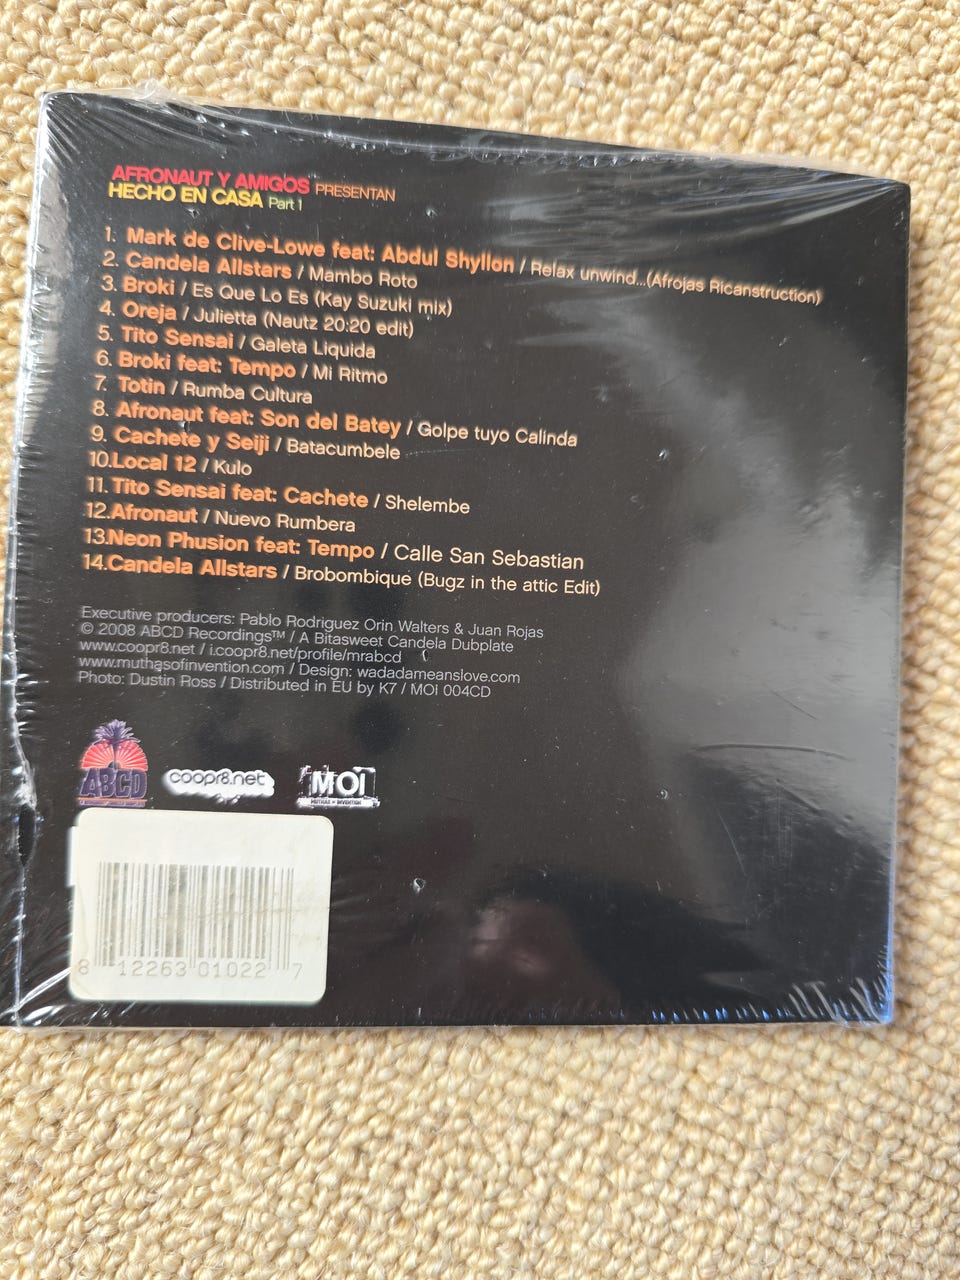 AFRONAUT Y AMIGOS PRESENTAN
HECHO EN CASA Part 1
1. Mark de Clive-Lowe feat: Abdul Shyllon / Relax unwind...(Afrojas Ricanstruction)
2. Candela Allstars / Mambo Roto
3. Broki / Es Que Lo Es (Kay Suzuki mix)
4. Oreja / Julietta (Nautz 20:20 edit)
5. Tito Sensai / Galeta Liquida
6. Broki feat: Tempo / Mi Ritmo
7. Totin / Rumba Cultura
8. Afronaut feat: Son del Batey / Golpe tuyo Calinda
9. Cachete y Seiji / Batacumbele
10.Local 12 / Kulo
11. Tito Sensai feat: Cachete / Shelembe
12.Afronaut / Nuevo Rumbera
13.Neon Phusion feat: Tempo / Calle San Sebastian
14.Candela Allstars / Brobombique (Bugz in the attic Edit)
Executive producers: Pablo Rodriguez Orin Walters & Juan Rojas
© 2008 ABCD Recordings™ / A Bitasweet Candela Dubplate
www.coopr8.net / i.coopr8.net/profile/mrabcd
www.muthasofinvention.com / Design: wadadameanslove.com
Photo: Dustin Ross / Distributed in EU by K7 / MOI 004CD
ABCD
coopr8.net
MOI
MUTHAS OF INVENTION
8 12263 01022 7